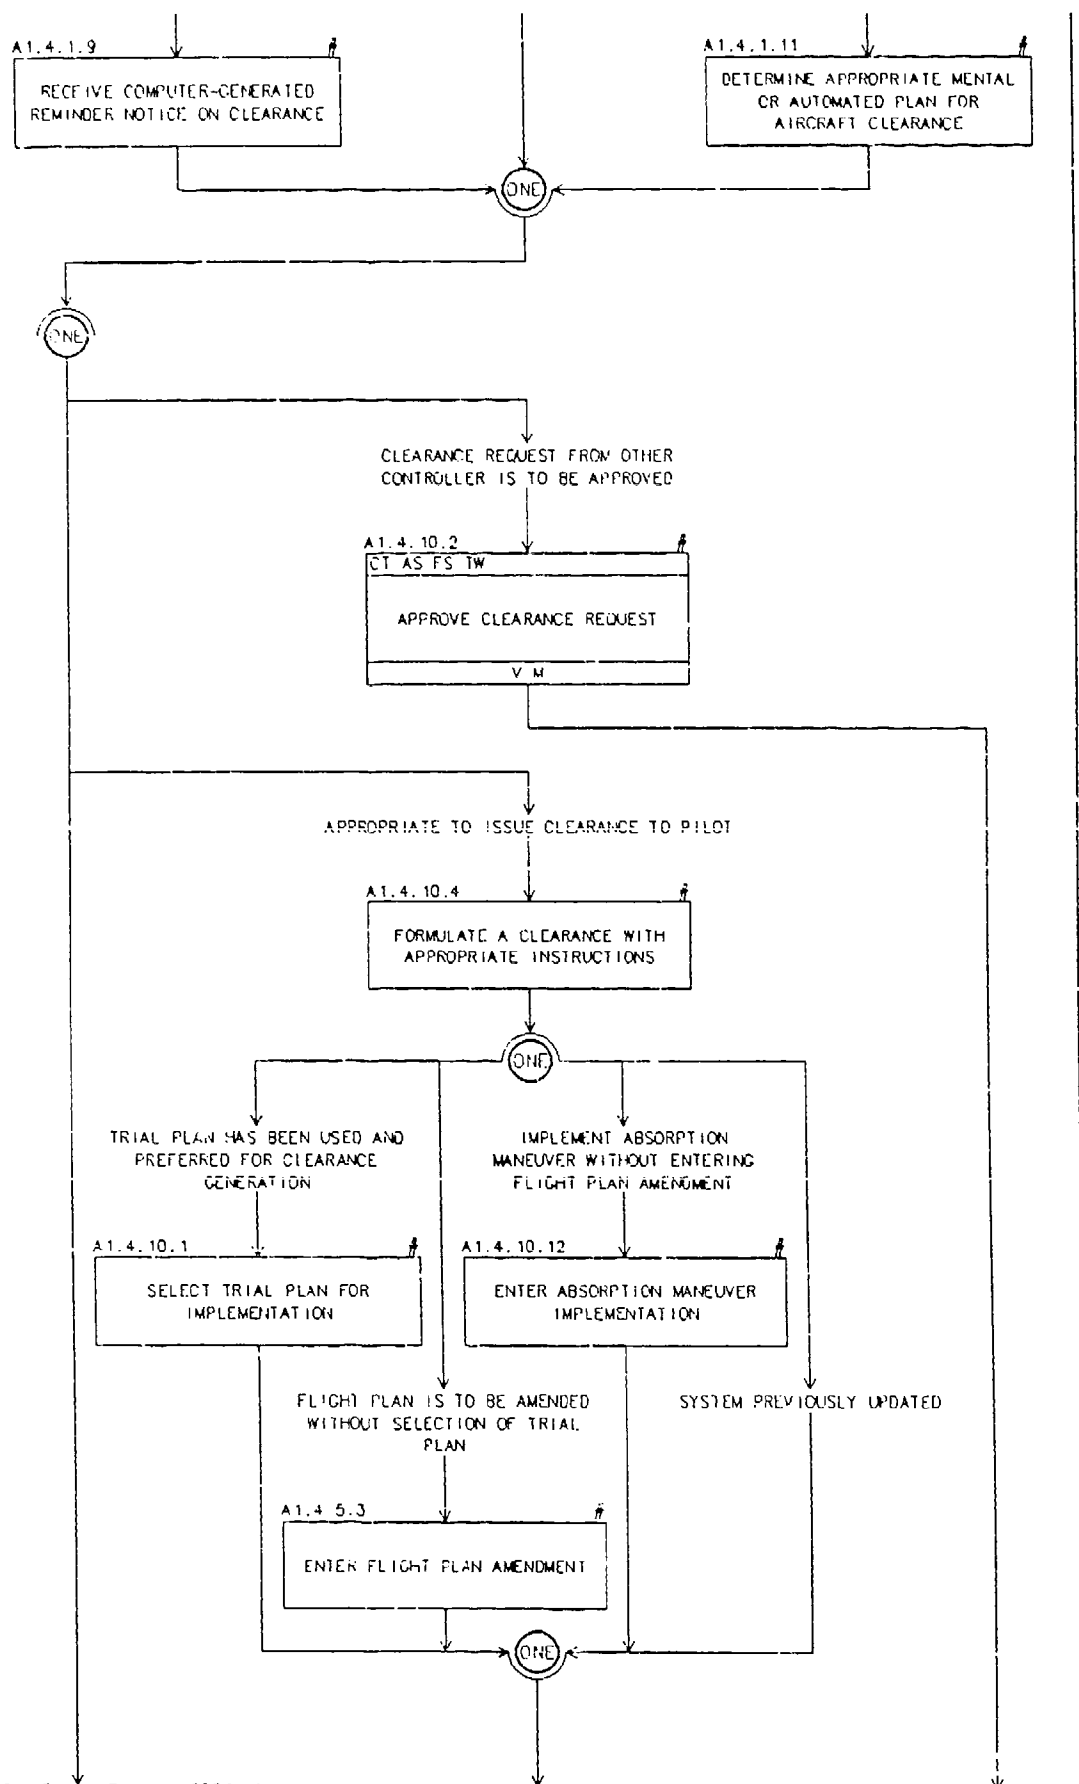 A1.4.1.9
RECEIVE COMPUTER-GENERATED
REMINDER NOTICE ON CLEARANCE
A1.4.1.11
DETERMINE APPROPRIATE MENTAL
OR AUTOMATED PLAN FOR
AIRCRAFT CLEARANCE
ONE
ONE
CLEARANCE REQUEST FROM OTHER
CONTROLLER IS TO BE APPROVED
A1.4.10.2
CT AS FS TW
APPROVE CLEARANCE REQUEST
V M
APPROPRIATE TO ISSUE CLEARANCE TO PILOT
A1.4.10.4
FORMULATE A CLEARANCE WITH
APPROPRIATE INSTRUCTIONS
ONE
TRIAL PLAN HAS BEEN USED AND
PREFERRED FOR CLEARANCE
GENERATION
IMPLEMENT ABSORPTION
MANEUVER WITHOUT ENTERING
FLIGHT PLAN AMENDMENT
A1.4.10.1
SELECT TRIAL PLAN FOR
IMPLEMENTATION
A1.4.10.12
ENTER ABSORPTION MANEUVER
IMPLEMENTATION
FLIGHT PLAN IS TO BE AMENDED
WITHOUT SELECTION OF TRIAL
PLAN
SYSTEM PREVIOUSLY UPDATED
A1.4 5.3
ENTER FLIGHT PLAN AMENDMENT
ONE